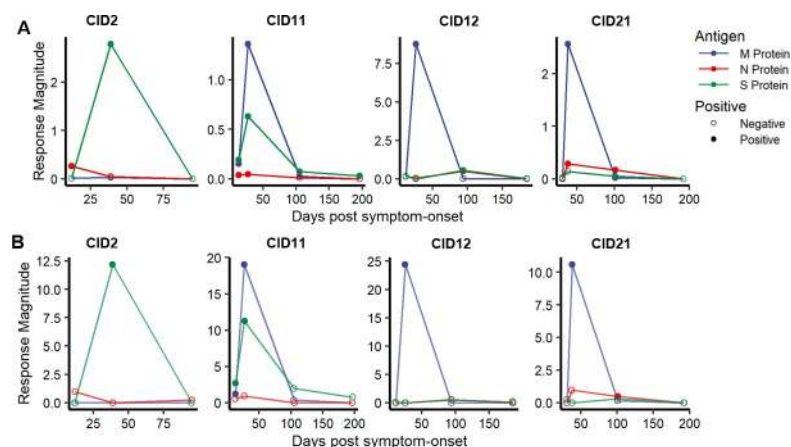 A
CID2 CID11 CID12 CID21
Response Magnitude
2
1
0
25 50 75
1.0
0.5
0.0
50 100 150 200
7.5
5.0
2.5
0.0
50 100 150
2
1
0
50 100 150 200
Days post symptom-onset
Antigen
M Protein
N Protein
S Protein
Positive
Negative
Positive
B
CID2 CID11 CID12 CID21
Response Magnitude
12.5
10.0
7.5
5.0
2.5
0.0
25 50 75
20
15
10
5
0
50 100 150 200
25
20
15
10
5
0
50 100 150
10.0
7.5
5.0
2.5
0.0
50 100 150 200
Days post symptom-onset